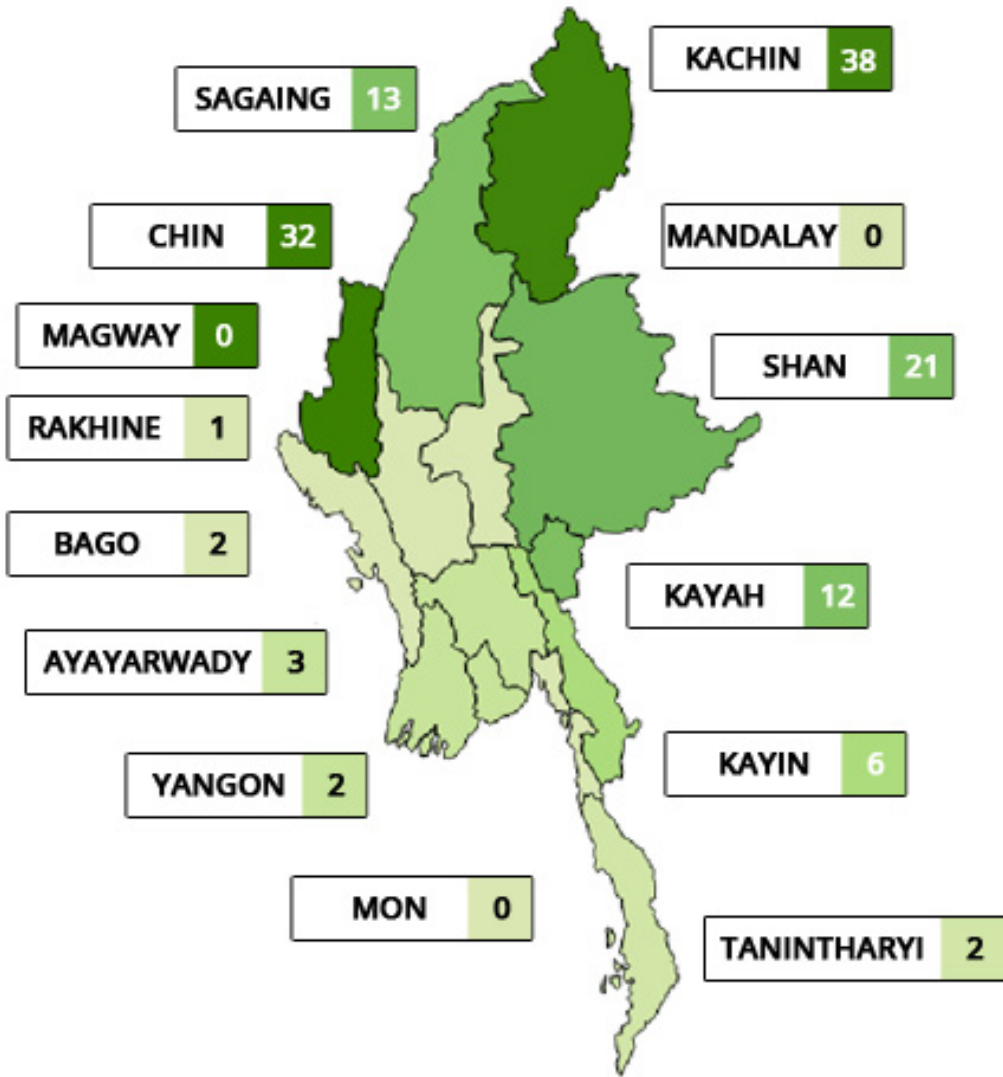 KACHIN 38
SAGAING 13
CHIN 32
MANDALAY 0
MAGWAY 0
SHAN 21
RAKHINE 1
BAGO 2
KAYAH 12
AYAYARWADY 3
KAYIN 6
YANGON 2
MON 0
TANINTHARYI 2